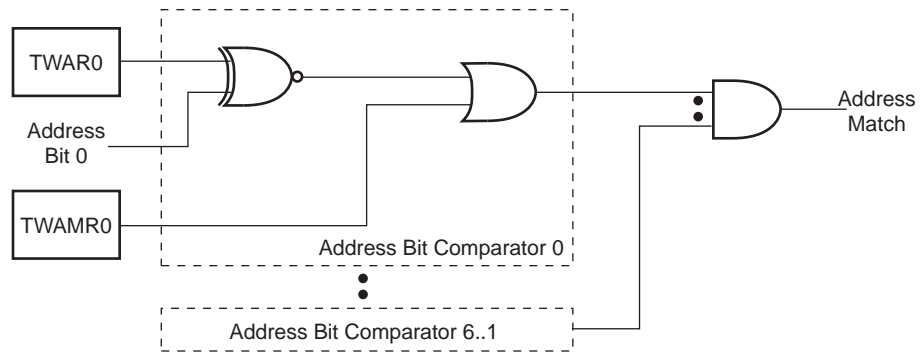 TWAR0
Address
Bit 0
TWAMR0
Address Bit Comparator 0
Address Bit Comparator 6..1
Address
Match